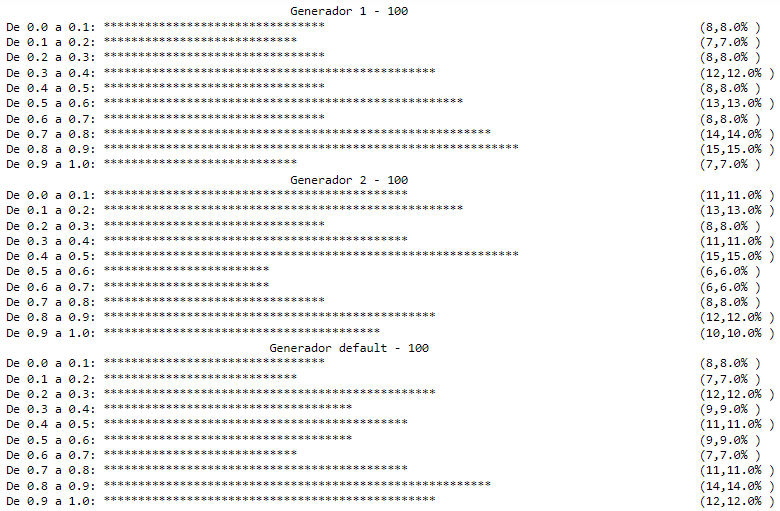 Generador 1 - 100
De 0.0 a 0.1: ******************************** (8,8.0% )
De 0.1 a 0.2: **************************** (7,7.0% )
De 0.2 a 0.3: ******************************** (8,8.0% )
De 0.3 a 0.4: ************************************************ (12,12.0% )
De 0.4 a 0.5: ******************************** (8,8.0% )
De 0.5 a 0.6: **************************************************** (13,13.0% )
De 0.6 a 0.7: ******************************** (8,8.0% )
De 0.7 a 0.8: ******************************************************** (14,14.0% )
De 0.8 a 0.9: ************************************************************ (15,15.0% )
De 0.9 a 1.0: **************************** (7,7.0% )
Generador 2 - 100
De 0.0 a 0.1: ******************************************** (11,11.0% )
De 0.1 a 0.2: **************************************************** (13,13.0% )
De 0.2 a 0.3: ******************************** (8,8.0% )
De 0.3 a 0.4: ******************************************** (11,11.0% )
De 0.4 a 0.5: ************************************************************ (15,15.0% )
De 0.5 a 0.6: ************************ (6,6.0% )
De 0.6 a 0.7: ************************ (6,6.0% )
De 0.7 a 0.8: ******************************** (8,8.0% )
De 0.8 a 0.9: ************************************************ (12,12.0% )
De 0.9 a 1.0: **************************************** (10,10.0% )
Generador default - 100
De 0.0 a 0.1: ******************************** (8,8.0% )
De 0.1 a 0.2: **************************** (7,7.0% )
De 0.2 a 0.3: ************************************************ (12,12.0% )
De 0.3 a 0.4: ************************************ (9,9.0% )
De 0.4 a 0.5: ******************************************** (11,11.0% )
De 0.5 a 0.6: ************************************ (9,9.0% )
De 0.6 a 0.7: **************************** (7,7.0% )
De 0.7 a 0.8: ******************************************** (11,11.0% )
De 0.8 a 0.9: ******************************************************** (14,14.0% )
De 0.9 a 1.0: ************************************************ (12,12.0% )